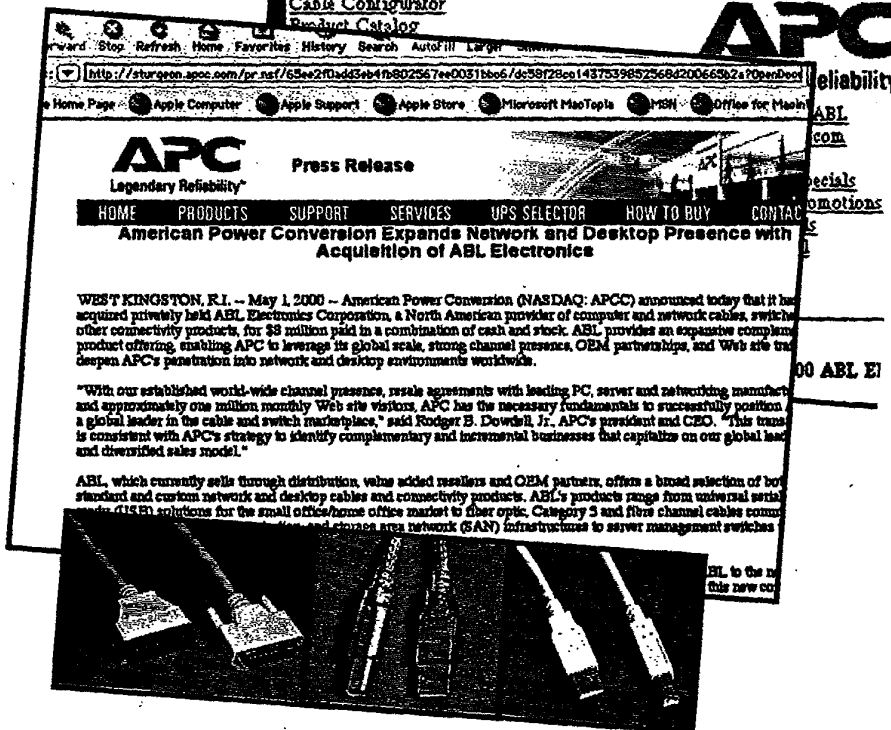 Cable Configurator
Product Catalog
APC
Stop Refresh Home Favorites History Search AutoFill Larger
eliability
ABL
com
ecials
omotions
s
00 ABL El
Home Page Apple Computer Apple Support Apple Store Microsoft MacTopia MSN Office for Macin
APC
Legendary Reliability™
Press Release
HOME PRODUCTS SUPPORT SERVICES UPS SELECTOR HOW TO BUY CONTAC
American Power Conversion Expands Network and Desktop Presence with
Acquisition of ABL Electronics
WEST KINGSTON, R.I. -- May 1, 2000 -- American Power Conversion (NASDAQ: APCC) announced today that it has
acquired privately held ABL Electronics Corporation, a North American provider of computer and network cables, switche
other connectivity products, for $8 million paid in a combination of cash and stock. ABL provides an expansive complem
product offering, enabling APC to leverage its global scale, strong channel presence, OEM partnerships, and Web site tra
deepen APC's penetration into network and desktop environments worldwide.
"With our established world-wide channel presence, resale agreements with leading PC, server and networking manufact
and approximately one million monthly Web site visitors, APC has the necessary fundamentals to successfully position
a global leader in the cable and switch marketplace," said Rodger B. Dowdell, Jr., APC's president and CEO. "This trans
is consistent with APC's strategy to identify complementary and incremental businesses that capitalize on our global lead
and diversified sales model."
ABL, which currently sells through distribution, value added resellers and OEM partners, offers a broad selection of bot
standard and custom network and desktop cables and connectivity products. ABL's products range from universal serial
(USB) solutions for the small office/home office market to fiber optic, Category 5 and fibre channel cables comm
and storage area network (SAN) infrastructures to server management switches
BL to the n
this new co